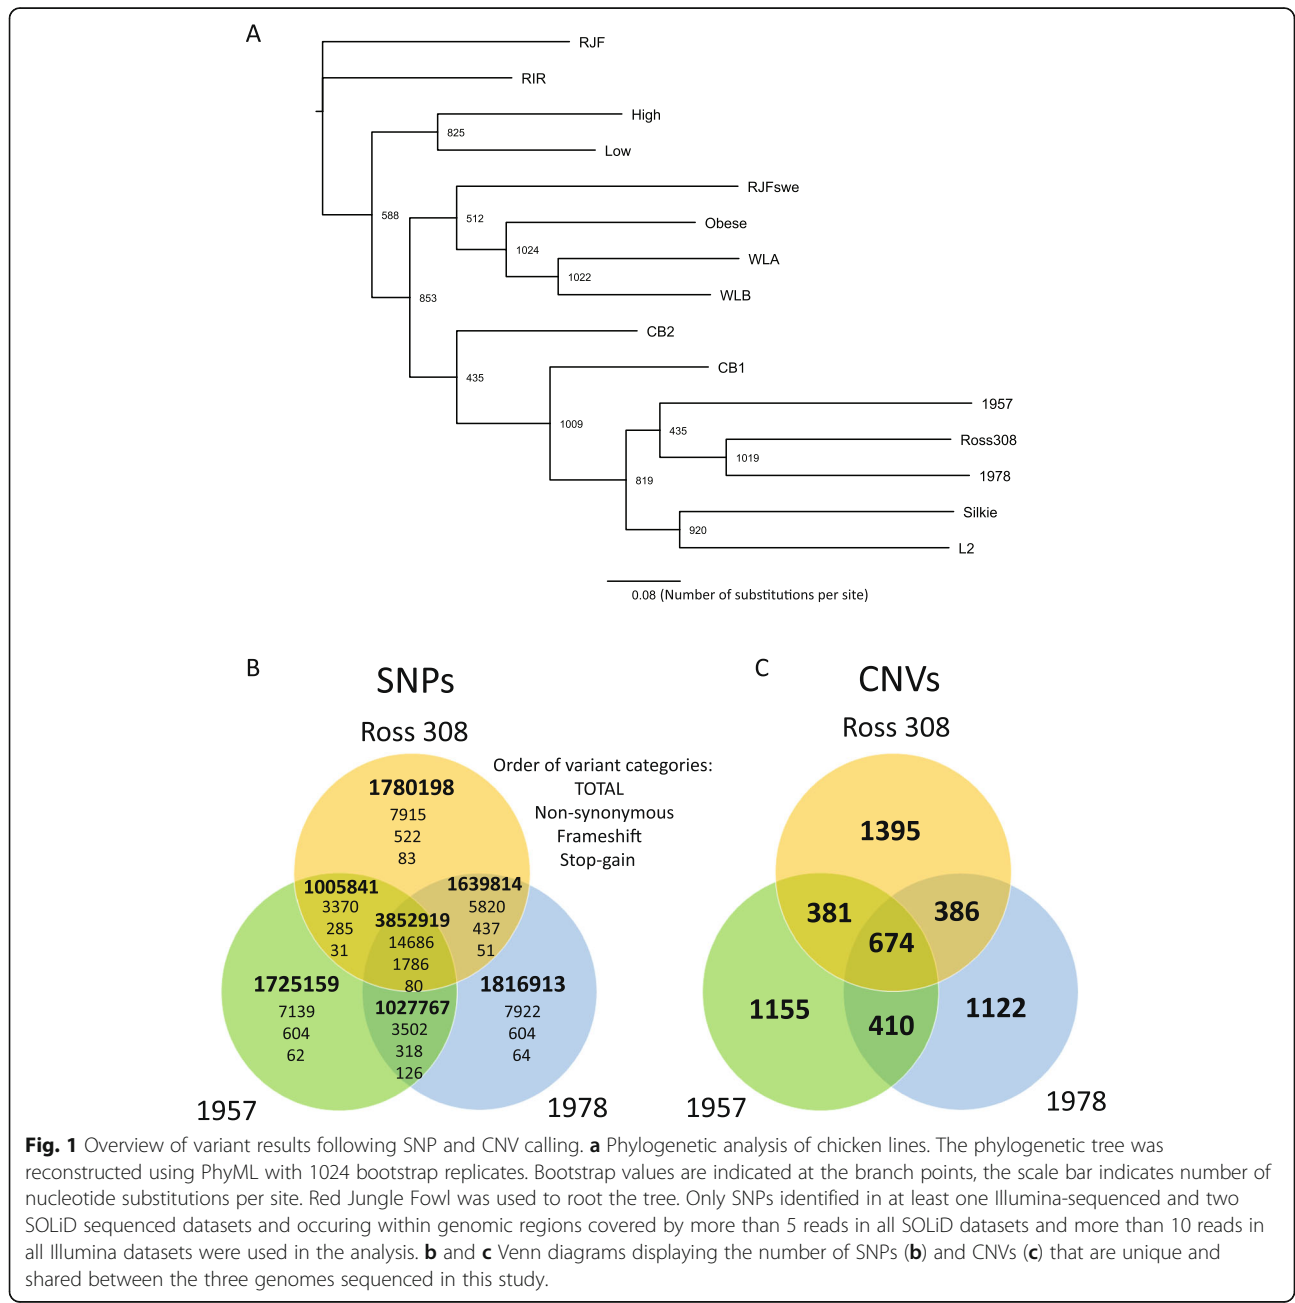 A
RJF
RIR
High
825
Low
RJFswe
588
512
Obese
1024
WLA
1022
WLB
853
CB2
CB1
435
1957
1009
435
Ross308
1019
1978
819
Silkie
920
L2
0.08 (Number of substitutions per site)
B
SNPs
Ross 308
Order of variant categories:
TOTAL
Non-synonymous
Frameshift
Stop-gain
1780198
7915
522
83
1005841
3370
285
31
1639814
5820
437
51
3852919
14686
1786
80
1725159
7139
604
62
1027767
3502
318
126
1816913
7922
604
64
1957
1978
C
CNVs
Ross 308
1395
381
386
674
1155
410
1122
1957
1978
Fig. 1 Overview of variant results following SNP and CNV calling. a Phylogenetic analysis of chicken lines. The phylogenetic tree was
reconstructed using PhyML with 1024 bootstrap replicates. Bootstrap values are indicated at the branch points, the scale bar indicates number of
nucleotide substitutions per site. Red Jungle Fowl was used to root the tree. Only SNPs identified in at least one Illumina-sequenced and two
SOLiD sequenced datasets and occuring within genomic regions covered by more than 5 reads in all SOLiD datasets and more than 10 reads in
all Illumina datasets were used in the analysis. b and c Venn diagrams displaying the number of SNPs (b) and CNVs (c) that are unique and
shared between the three genomes sequenced in this study.